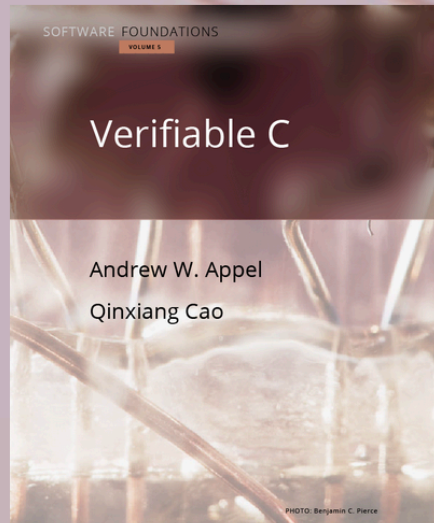 SOFTWARE FOUNDATIONS
VOLUME 5
Verifiable C
Andrew W. Appel
Qinxiang Cao
PHOTO: Benjamin C. Pierce